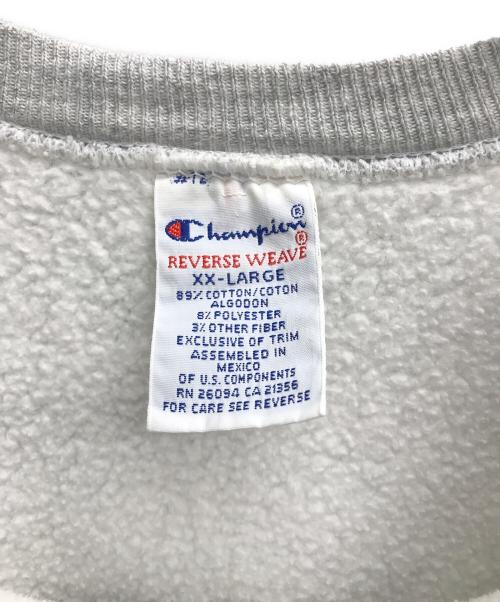 #12
Champion®
REVERSE WEAVE®
XX-LARGE
89% COTTON/COTON
ALGODON
8% POLYESTER
3% OTHER FIBER
EXCLUSIVE OF TRIM
ASSEMBLED IN
MEXICO
OF U.S. COMPONENTS
RN 26094 CA 21356
FOR CARE SEE REVERSE